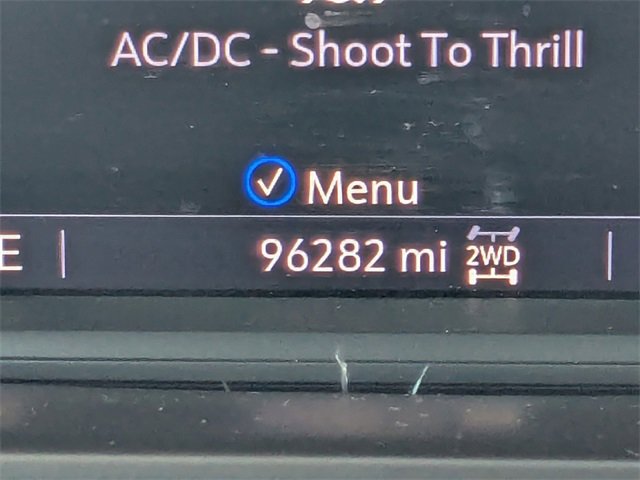 AC/DC - Shoot To Thrill
Menu
E
96282 mi
2WD